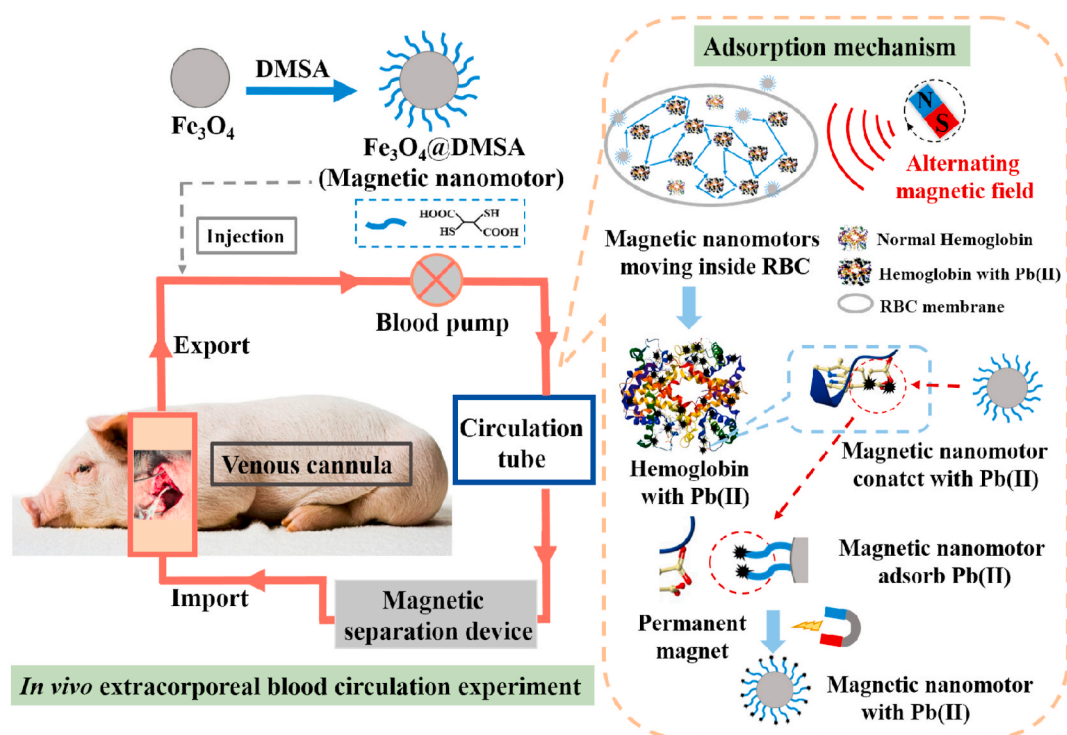 DMSA
Fe₃O₄
Fe₃O₄@DMSA
(Magnetic nanomotor)
HOOC
SH
HS
COOH
Injection
Blood pump
Export
Venous cannula
Circulation
tube
Import
Magnetic
separation device
In vivo extracorporeal blood circulation experiment
Adsorption mechanism
N
S
Alternating
magnetic field
Magnetic nanomotors
moving inside RBC
Normal Hemoglobin
Hemoglobin with Pb(II)
RBC membrane
Hemoglobin
with Pb(II)
Magnetic nanomotor
conatct with Pb(II)
Magnetic nanomotor
adsorb Pb(II)
Permanent
magnet
Magnetic nanomotor
with Pb(II)